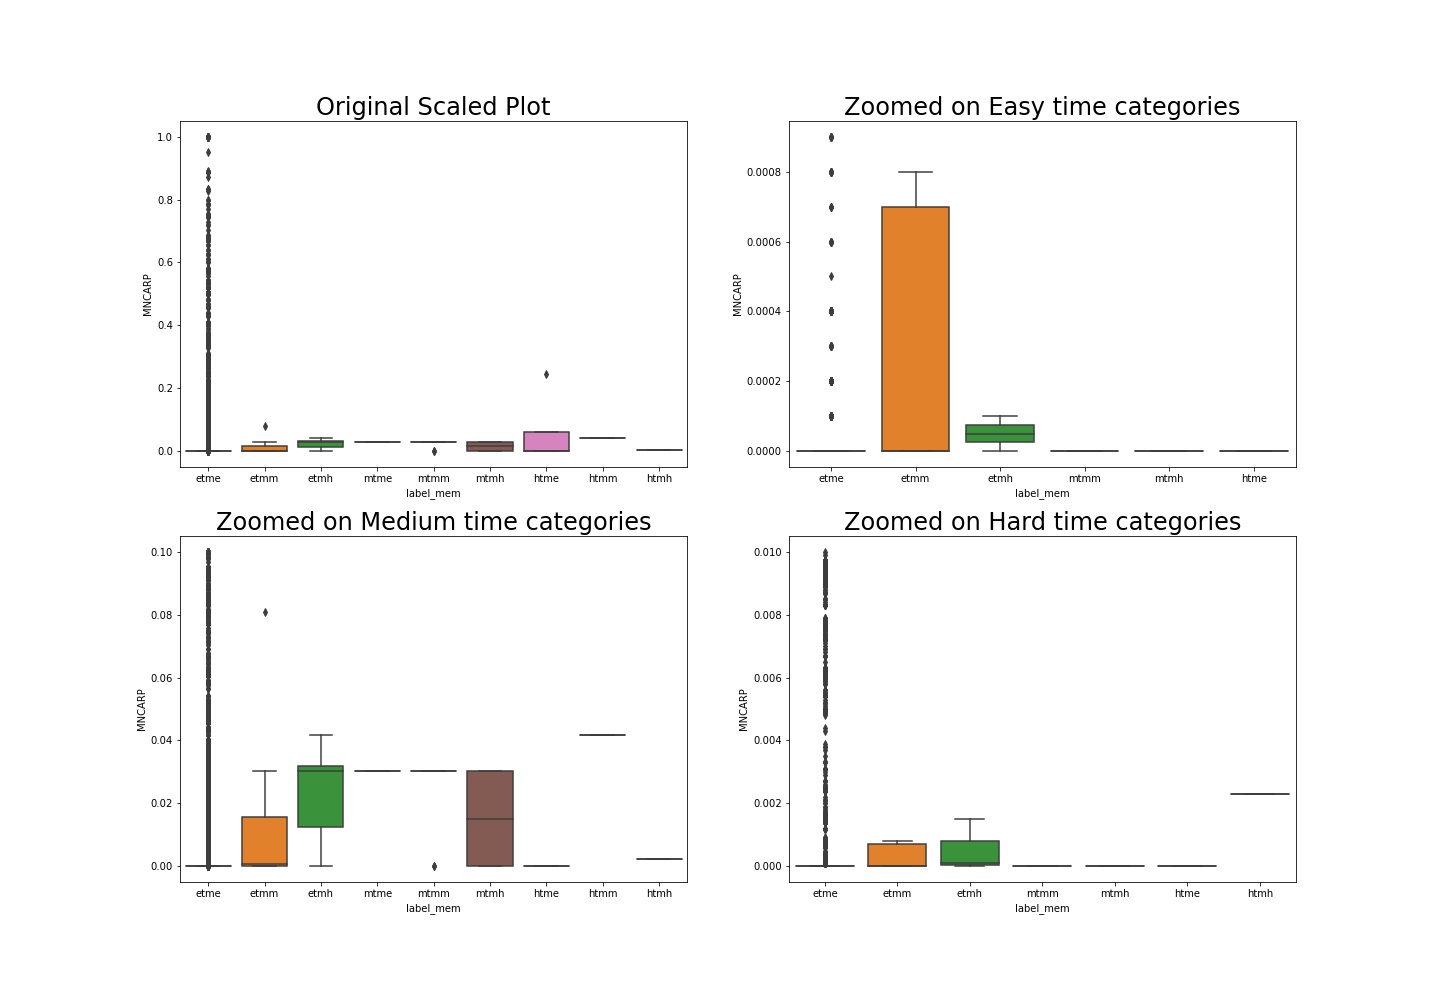 Original Scaled Plot
1.0
0.8
0.6
0.4
0.2
0.0
MNCARP
etme etmm etmh mtme mtmm mtmh htme htmm htmh
label_mem
Zoomed on Easy time categories
0.0008
0.0006
0.0004
0.0002
0.0000
MNCARP
etme etmm etmh mtmm mtmh htme
label_mem
Zoomed on Medium time categories
0.10
0.08
0.06
0.04
0.02
0.00
MNCARP
etme etmm etmh mtme mtmm mtmh htme htmm htmh
label_mem
Zoomed on Hard time categories
0.010
0.008
0.006
0.004
0.002
0.000
MNCARP
etme etmm etmh mtmm mtmh htme htmh
label_mem